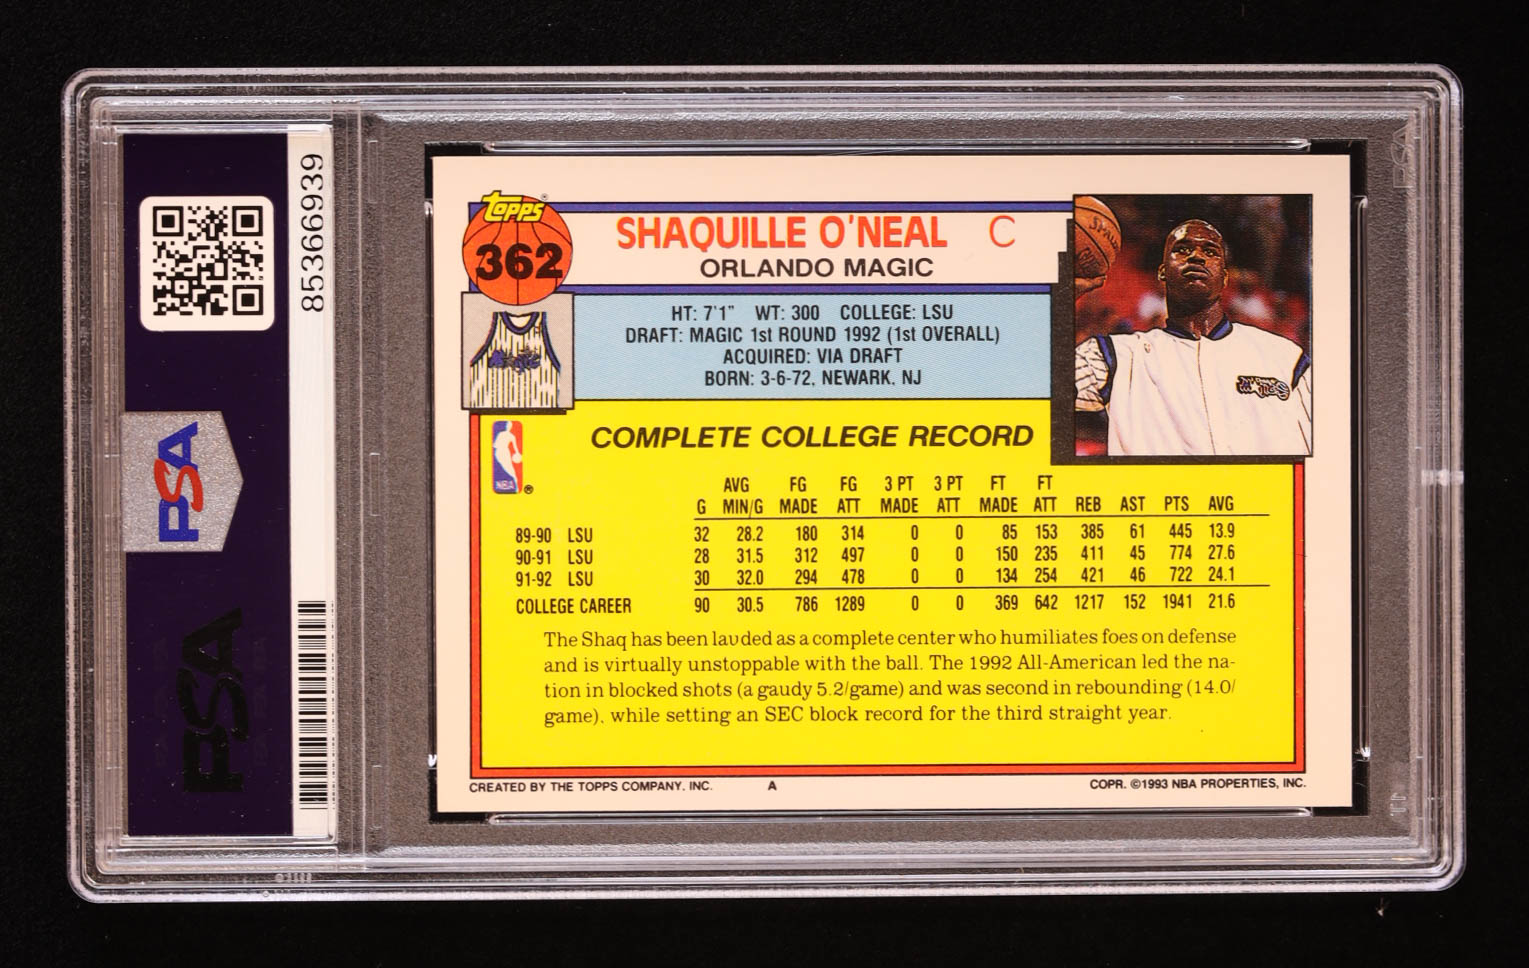 85366939
PSA
PSA
topps
362
SHAQUILLE O'NEAL C
ORLANDO MAGIC
HT: 7'1" WT: 300 COLLEGE: LSU
DRAFT: MAGIC 1st ROUND 1992 (1st OVERALL)
ACQUIRED: VIA DRAFT
BORN: 3-6-72, NEWARK, NJ
SPALDING
Magic
Magic
NBA ®
COMPLETE COLLEGE RECORD
AVG FG FG 3 PT 3 PT FT FT
G MIN/G MADE ATT MADE ATT MADE ATT REB AST PTS AVG
89-90 LSU 32 28.2 180 314 0 0 85 153 385 61 445 13.9
90-91 LSU 28 31.5 312 497 0 0 150 235 411 45 774 27.6
91-92 LSU 30 32.0 294 478 0 0 134 254 421 46 722 24.1
COLLEGE CAREER 90 30.5 786 1289 0 0 369 642 1217 152 1941 21.6
The Shaq has been lauded as a complete center who humiliates foes on defense
and is virtually unstoppable with the ball. The 1992 All-American led the na-
tion in blocked shots (a gaudy 5.2/game) and was second in rebounding (14.0/
game), while setting an SEC block record for the third straight year.
CREATED BY THE TOPPS COMPANY, INC. A COPR. ©1993 NBA PROPERTIES, INC.